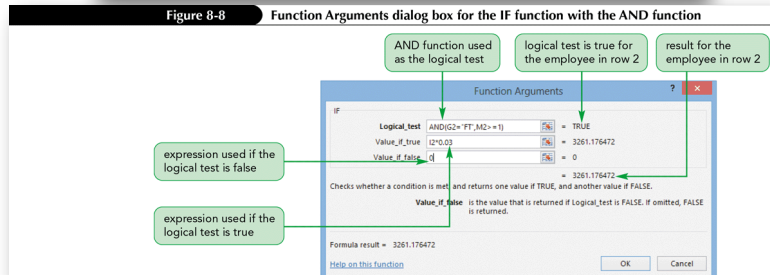 Figure 8-8 Function Arguments dialog box for the IF function with the AND function
AND function used
as the logical test
logical test is true for
the employee in row 2
result for the
employee in row 2
Function Arguments ? ×
IF
Logical_test AND(G2="FT",M2>=1) = TRUE
Value_if_true I2*0.03 = 3261.176472
Value_if_false 0 = 0
= 3261.176472
expression used if the
logical test is false
Checks whether a condition is met, and returns one value if TRUE, and another value if FALSE.
Value_if_false is the value that is returned if Logical_test is FALSE. If omitted, FALSE
is returned.
expression used if the
logical test is true
Formula result = 3261.176472
Help on this function OK Cancel